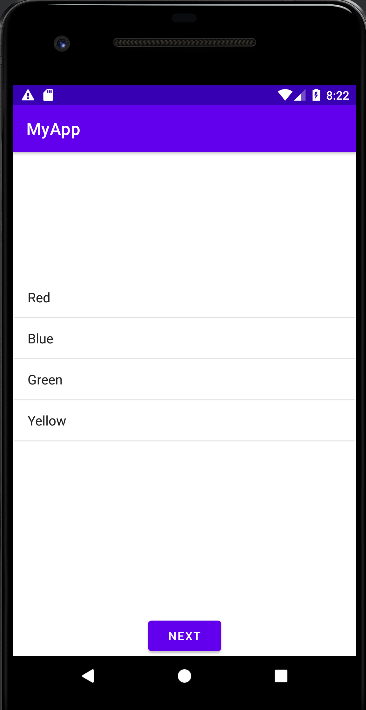 8:22
MyApp
Red
Blue
Green
Yellow
NEXT